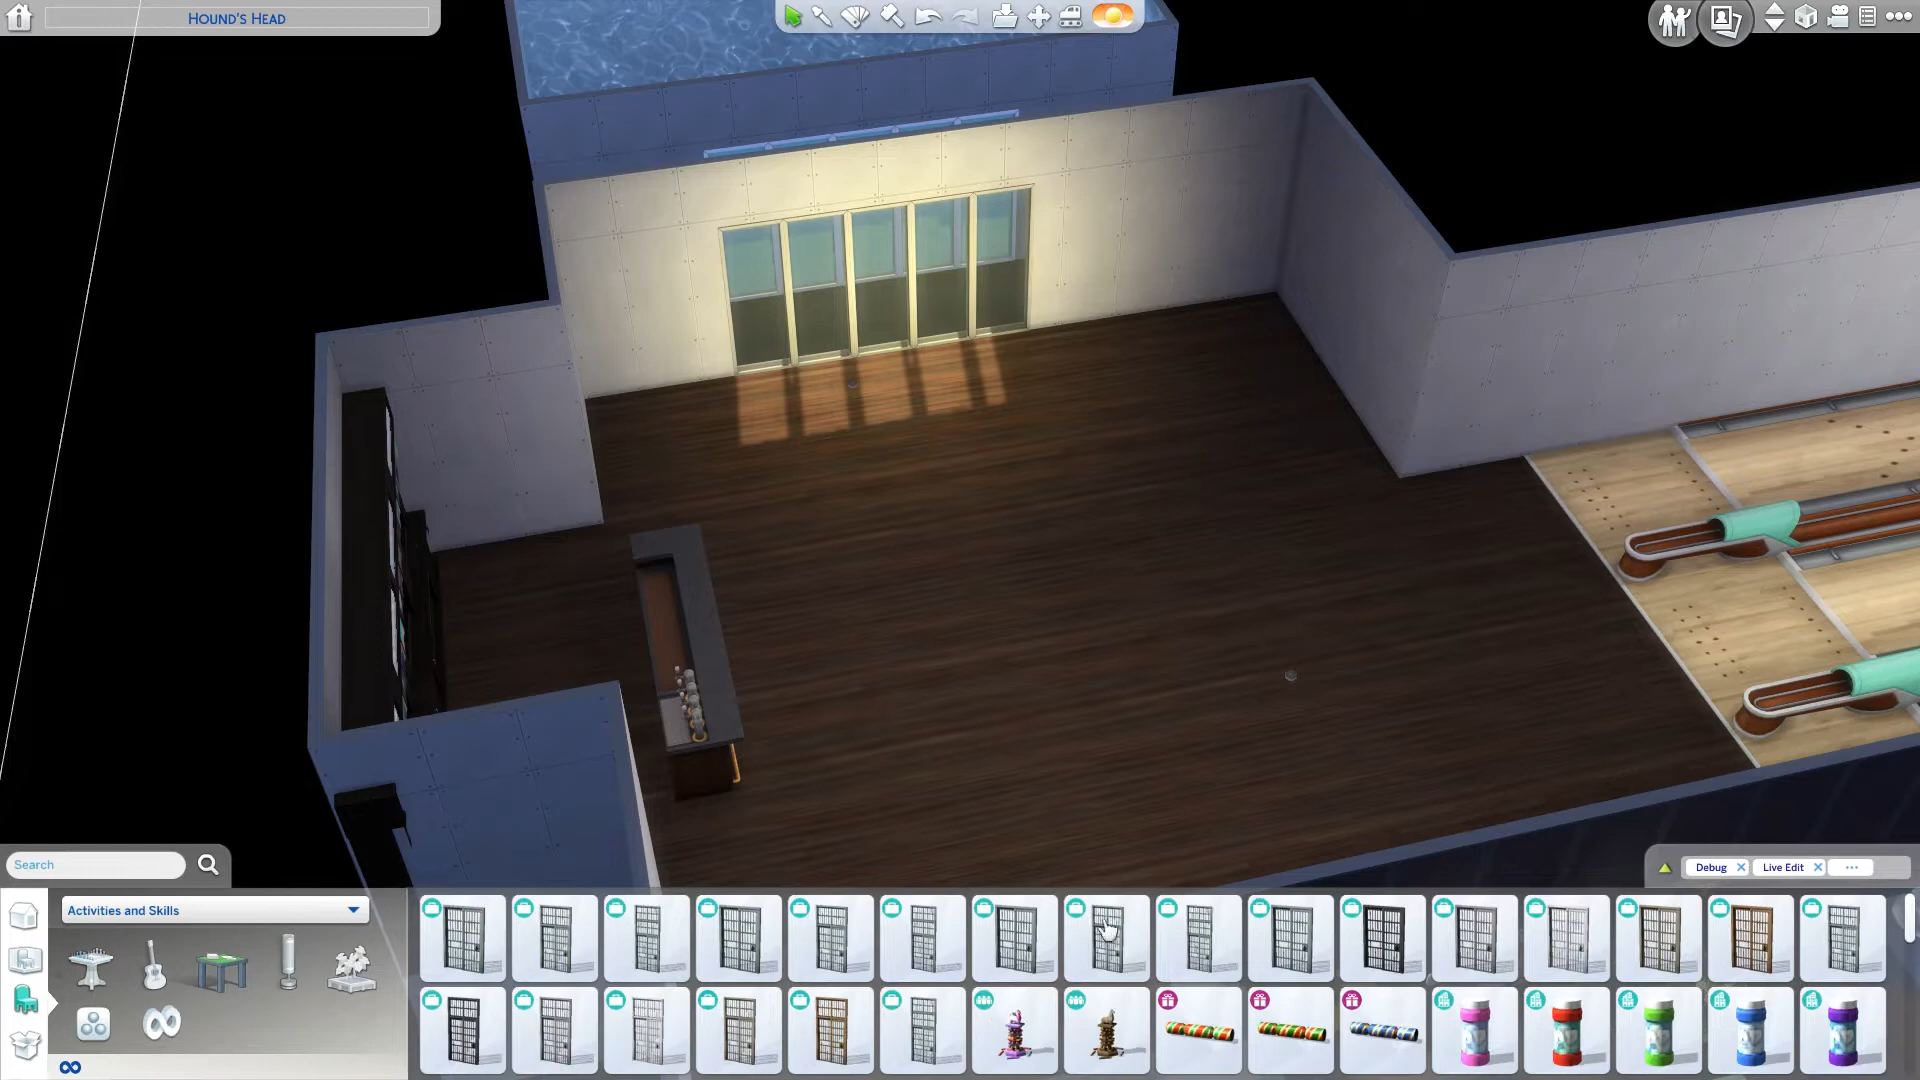 HOUND'S HEAD
Search
Debug
Live Edit
Activities and Skills